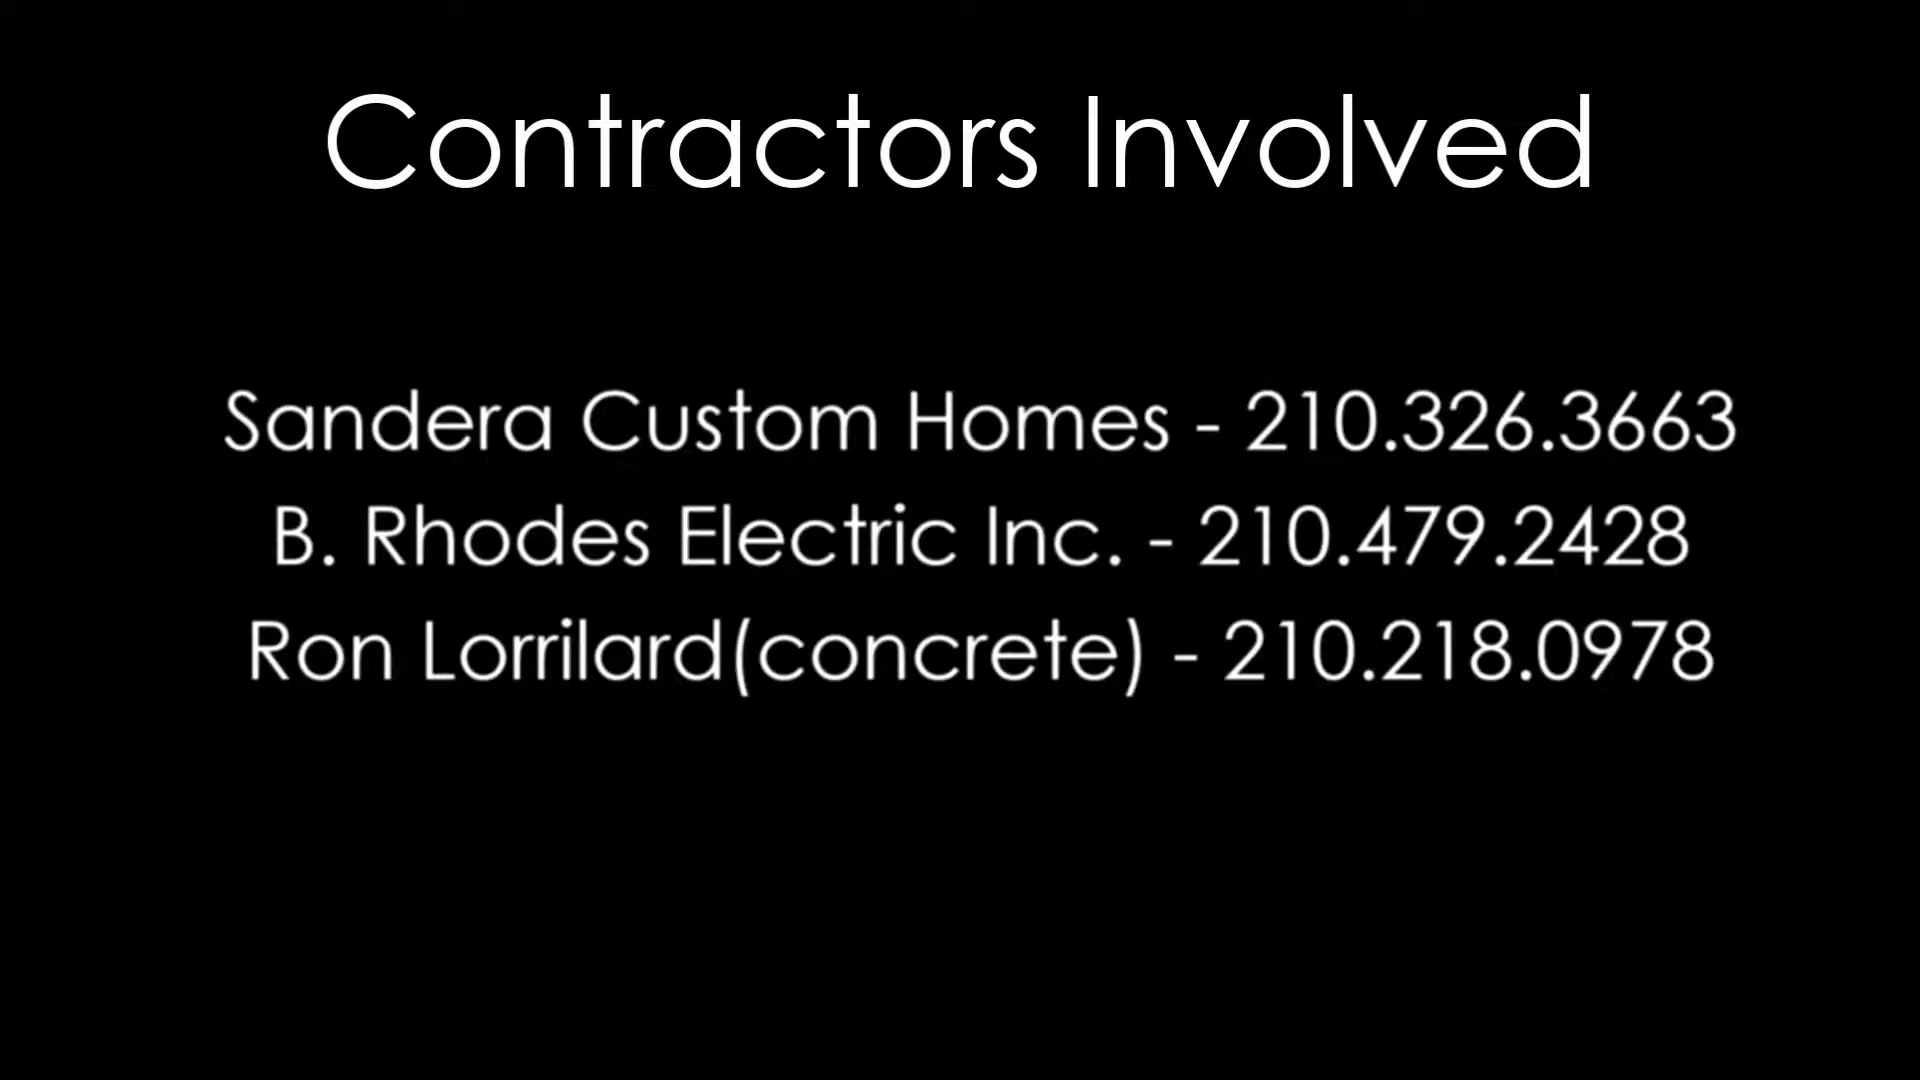 Contractors Involved
Sandera Custom Homes - 210.326.3663
B. Rhodes Electric Inc. - 210.479.2428
Ron Lorrilard(concrete) - 210.218.0978